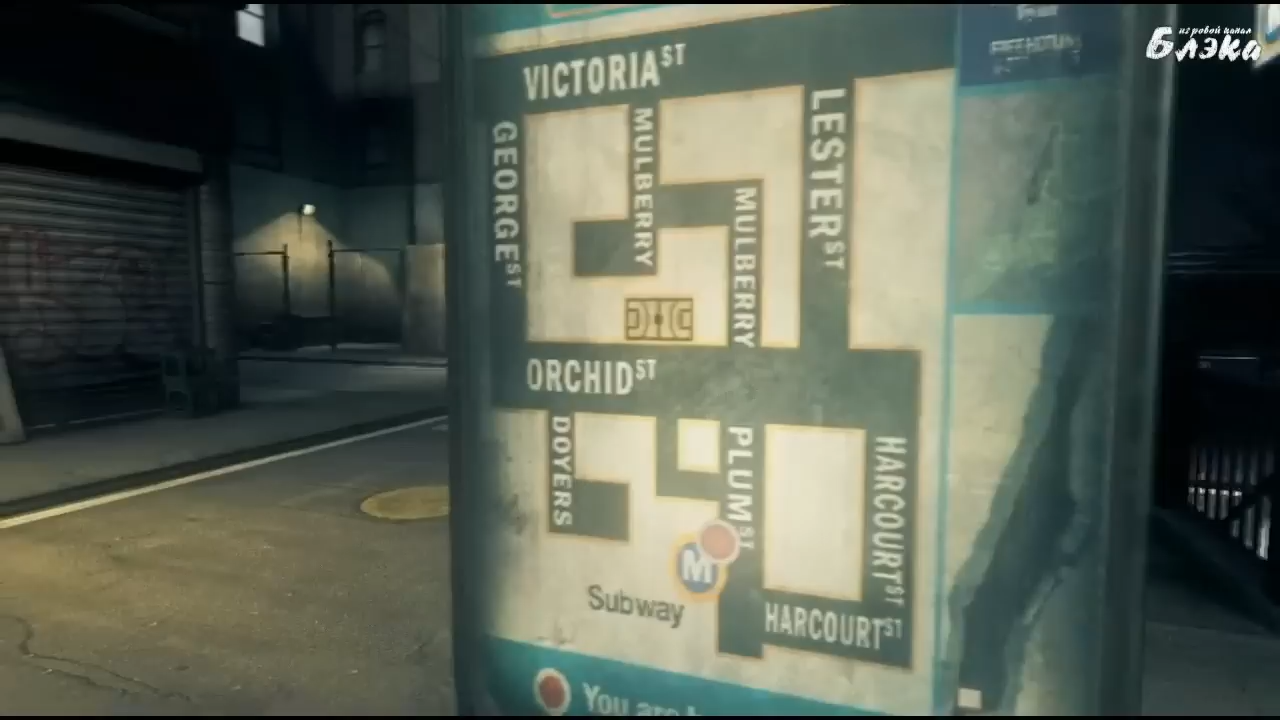 игровой канал
Блэка
VICTORIA ST
GEORGE ST
MULBERRY
MULBERRY
LESTER ST
ORCHID ST
DOYERS
PLUM ST
HARCOURT ST
M
Subway
HARCOURT ST
You are